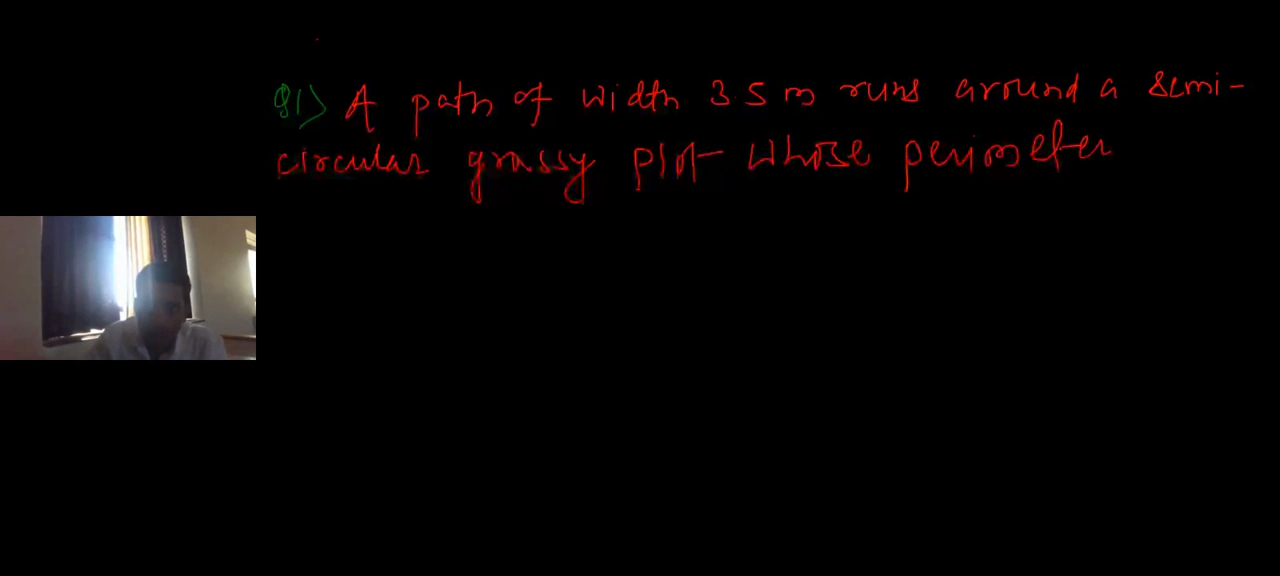 Q1) A path of width 3.5 m runs around a semi-
circular grassy plot whose perimeter